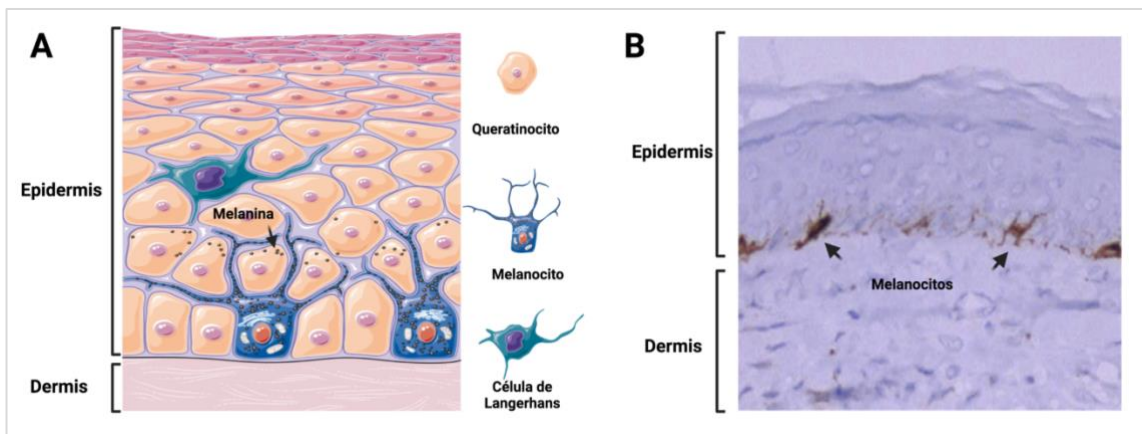 A
Epidermis
Dermis
Melanina
Queratinocito
Melanocito
Célula de
Langerhans
B
Epidermis
Dermis
Melanocitos